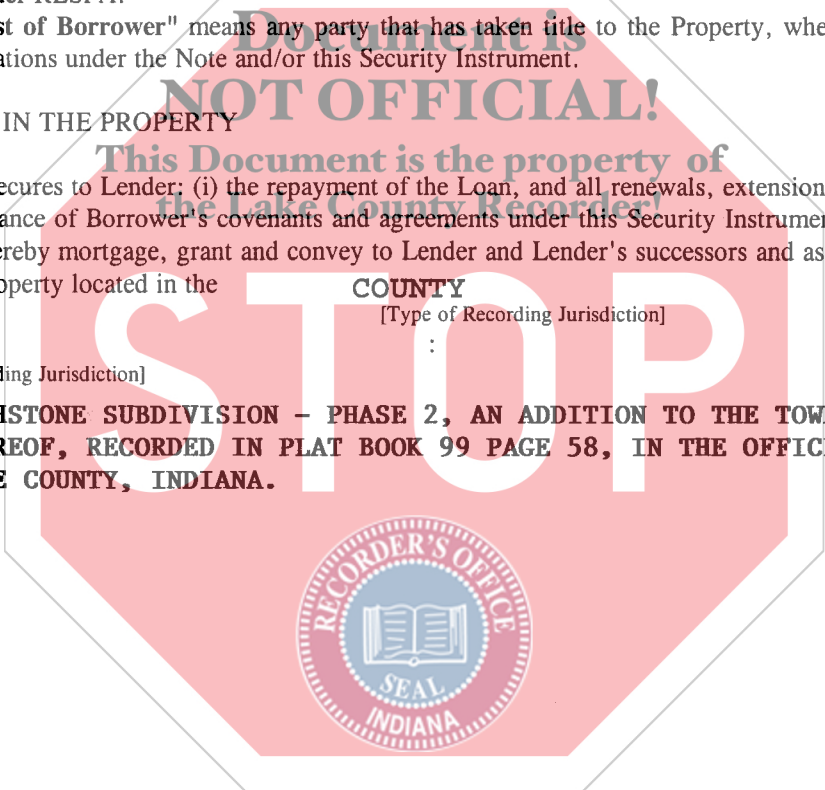 RESPA.
st of Borrower" means any party that has taken title to the Property, whe
ations under the Note and/or this Security Instrument.
Document is
NOT OFFICIAL!
IN THE PROPERTY
This Document is the property of
the Lake County Recorder!
ecures to Lender: (i) the repayment of the Loan, and all renewals, extension
ance of Borrower's covenants and agreements under this Security Instrumen
ereby mortgage, grant and convey to Lender and Lender's successors and as
operty located in the COUNTY
[Type of Recording Jurisdiction]
:
ding Jurisdiction]
STOP
HSTONE SUBDIVISION – PHASE 2, AN ADDITION TO THE TOW
REOF, RECORDED IN PLAT BOOK 99 PAGE 58, IN THE OFFIC
E COUNTY, INDIANA.
RECORDER'S OFFICE
SEAL
INDIANA